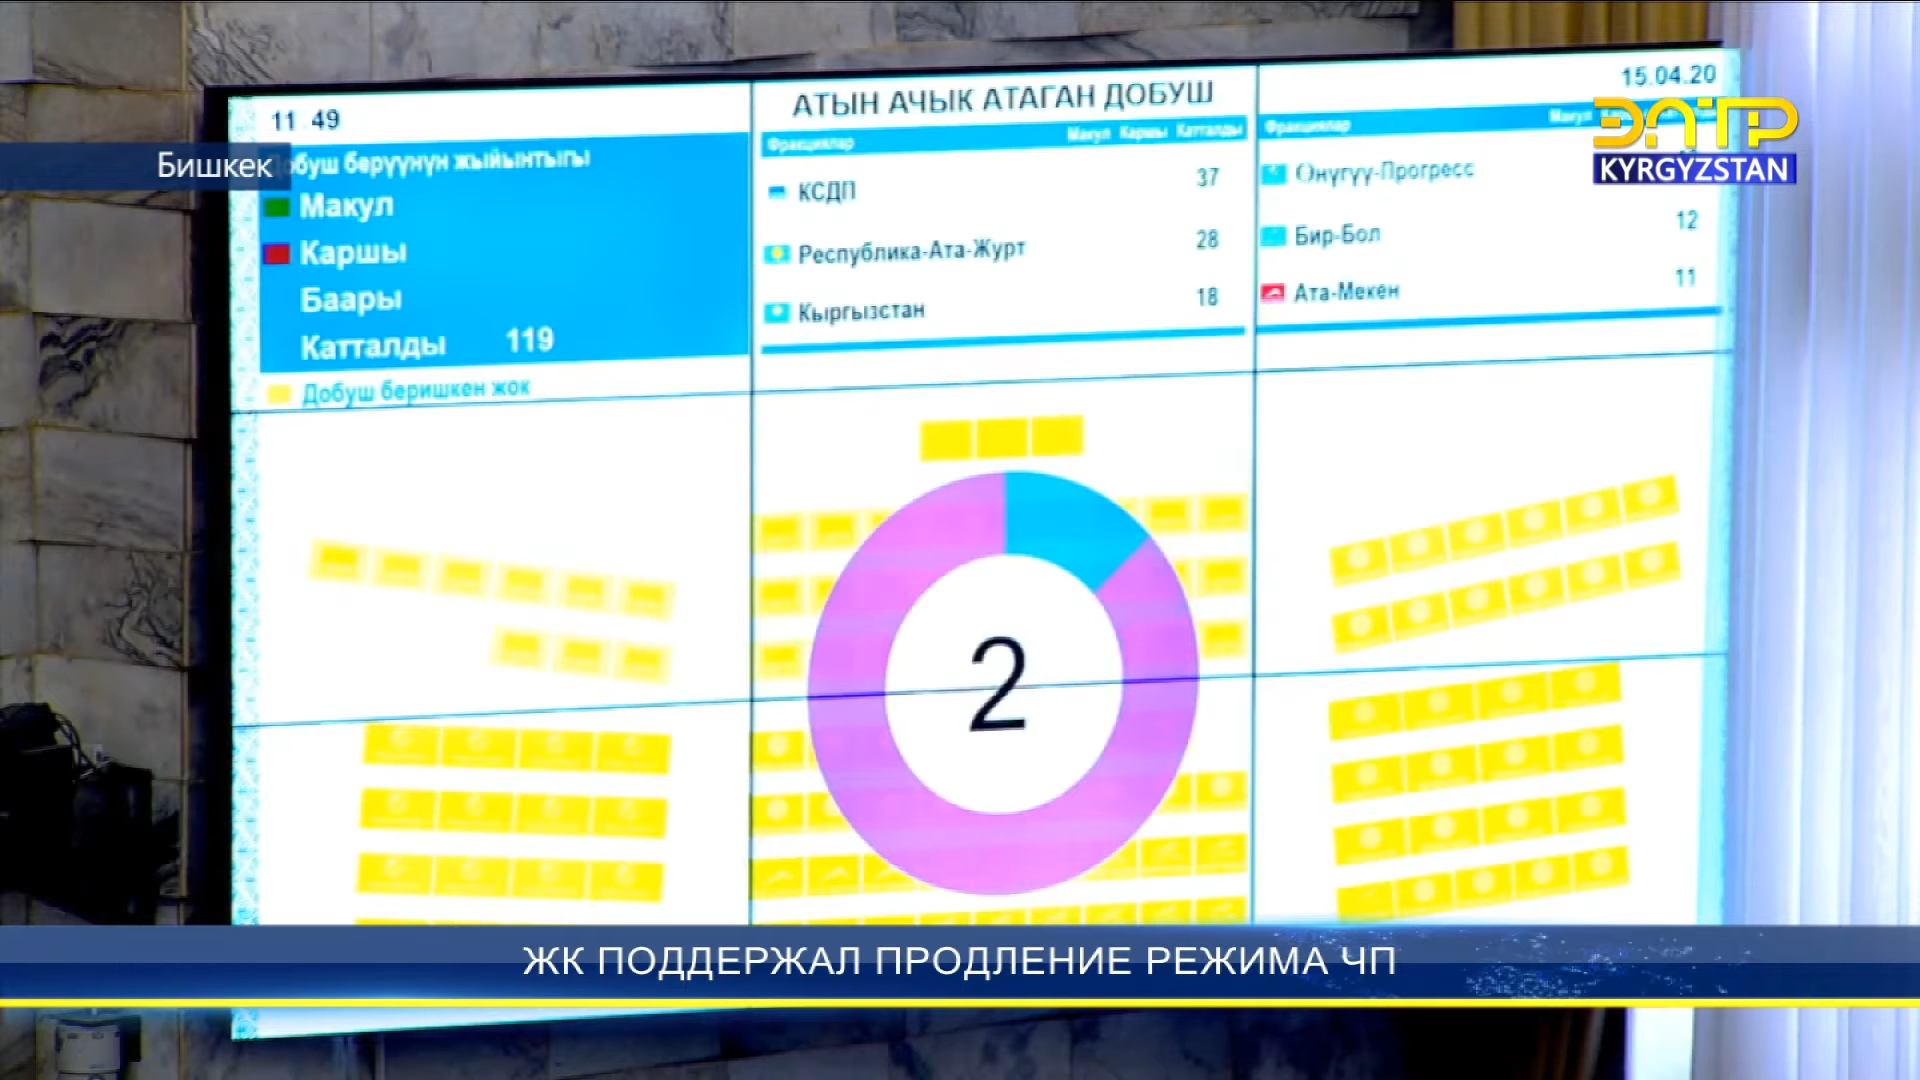 11 49
АТЫН АЧЫК АТАГАН ДОБУШ
15.04.20
Бишкек
обуш берүүнүн жыйынтыгы
Макул
Каршы
Баары
Катталды 119
Добуш беришкен жок
Фракциялар Макул Каршы Катталды
КСДП 37
Республика-Ата-Журт 28
Кыргызстан 18
Фракциялар Макул
Өнүгүү-Прогресс
Бир-Бол 12
Ата-Мекен 11
ЭЛТР
KYRGYZSTAN
2
ЖК ПОДДЕРЖАЛ ПРОДЛЕНИЕ РЕЖИМА ЧП